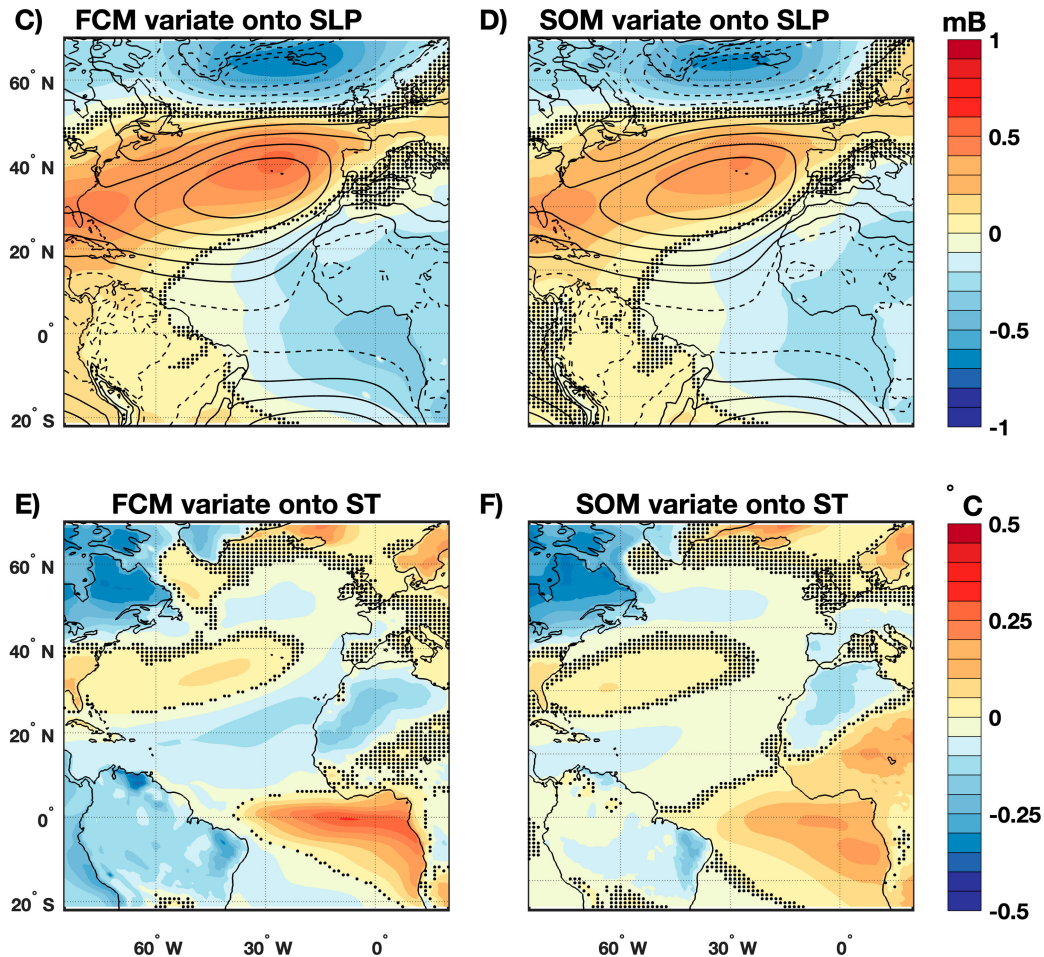 C) FCM variate onto SLP
D) SOM variate onto SLP
mB
1
0.5
0
-0.5
-1
60° N
40° N
20° N
0°
20° S
E) FCM variate onto ST
F) SOM variate onto ST
° C
0.5
0.25
0
-0.25
-0.5
60° N
40° N
20° N
0°
20° S
60° W 30° W 0°
60° W 30° W 0°